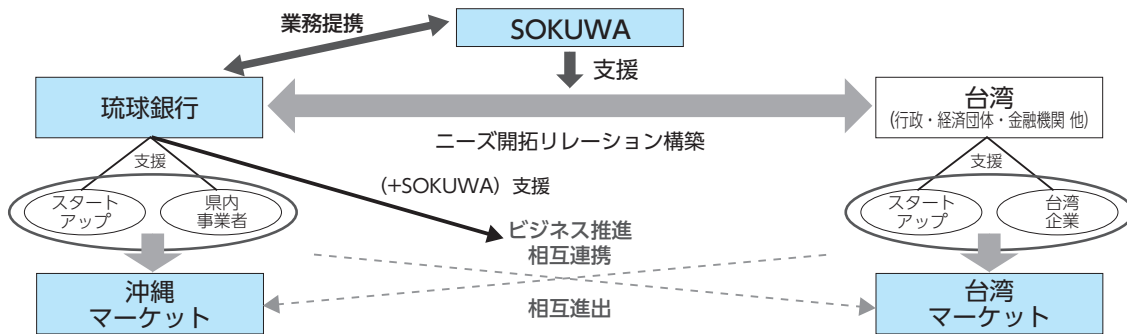 業務提携
SOKUWA
支援
琉球銀行
台湾
(行政・経済団体・金融機関 他)
ニーズ開拓リレーション構築
支援
支援
(+SOKUWA) 支援
スタート
アップ
県内
事業者
スタート
アップ
台湾
企業
ビジネス推進
相互連携
沖縄
マーケット
相互進出
台湾
マーケット